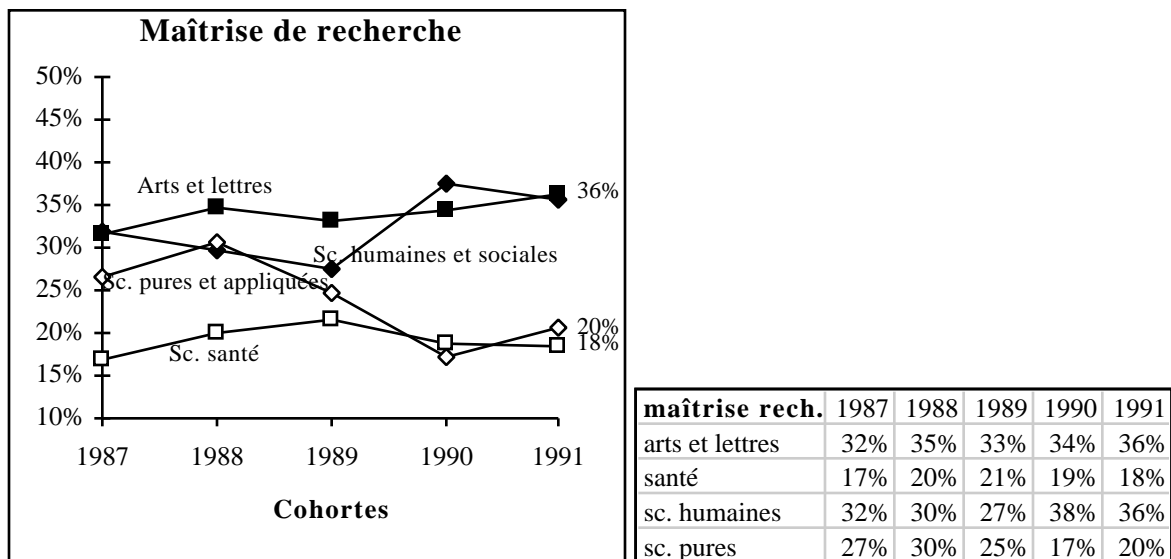 Maîtrise de recherche
50%
45%
40%
35%
30%
25%
20%
15%
10%
Arts et lettres
36%
Sc. humaines et sociales
Sc. pures et appliquées
20%
18%
Sc. santé
1987 1988 1989 1990 1991
Cohortes
maîtrise rech. 1987 1988 1989 1990 1991
arts et lettres 32% 35% 33% 34% 36%
santé 17% 20% 21% 19% 18%
sc. humaines 32% 30% 27% 38% 36%
sc. pures 27% 30% 25% 17% 20%